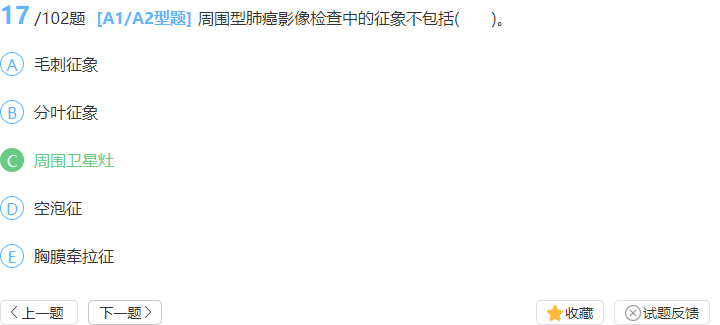 17/102题 [A1/A2型题] 周围型肺癌影像检查中的征象不包括( )。
A 毛刺征象
B 分叶征象
C 周围卫星灶
D 空泡征
E 胸膜牵拉征
上一题 下一题 收藏 试题反馈